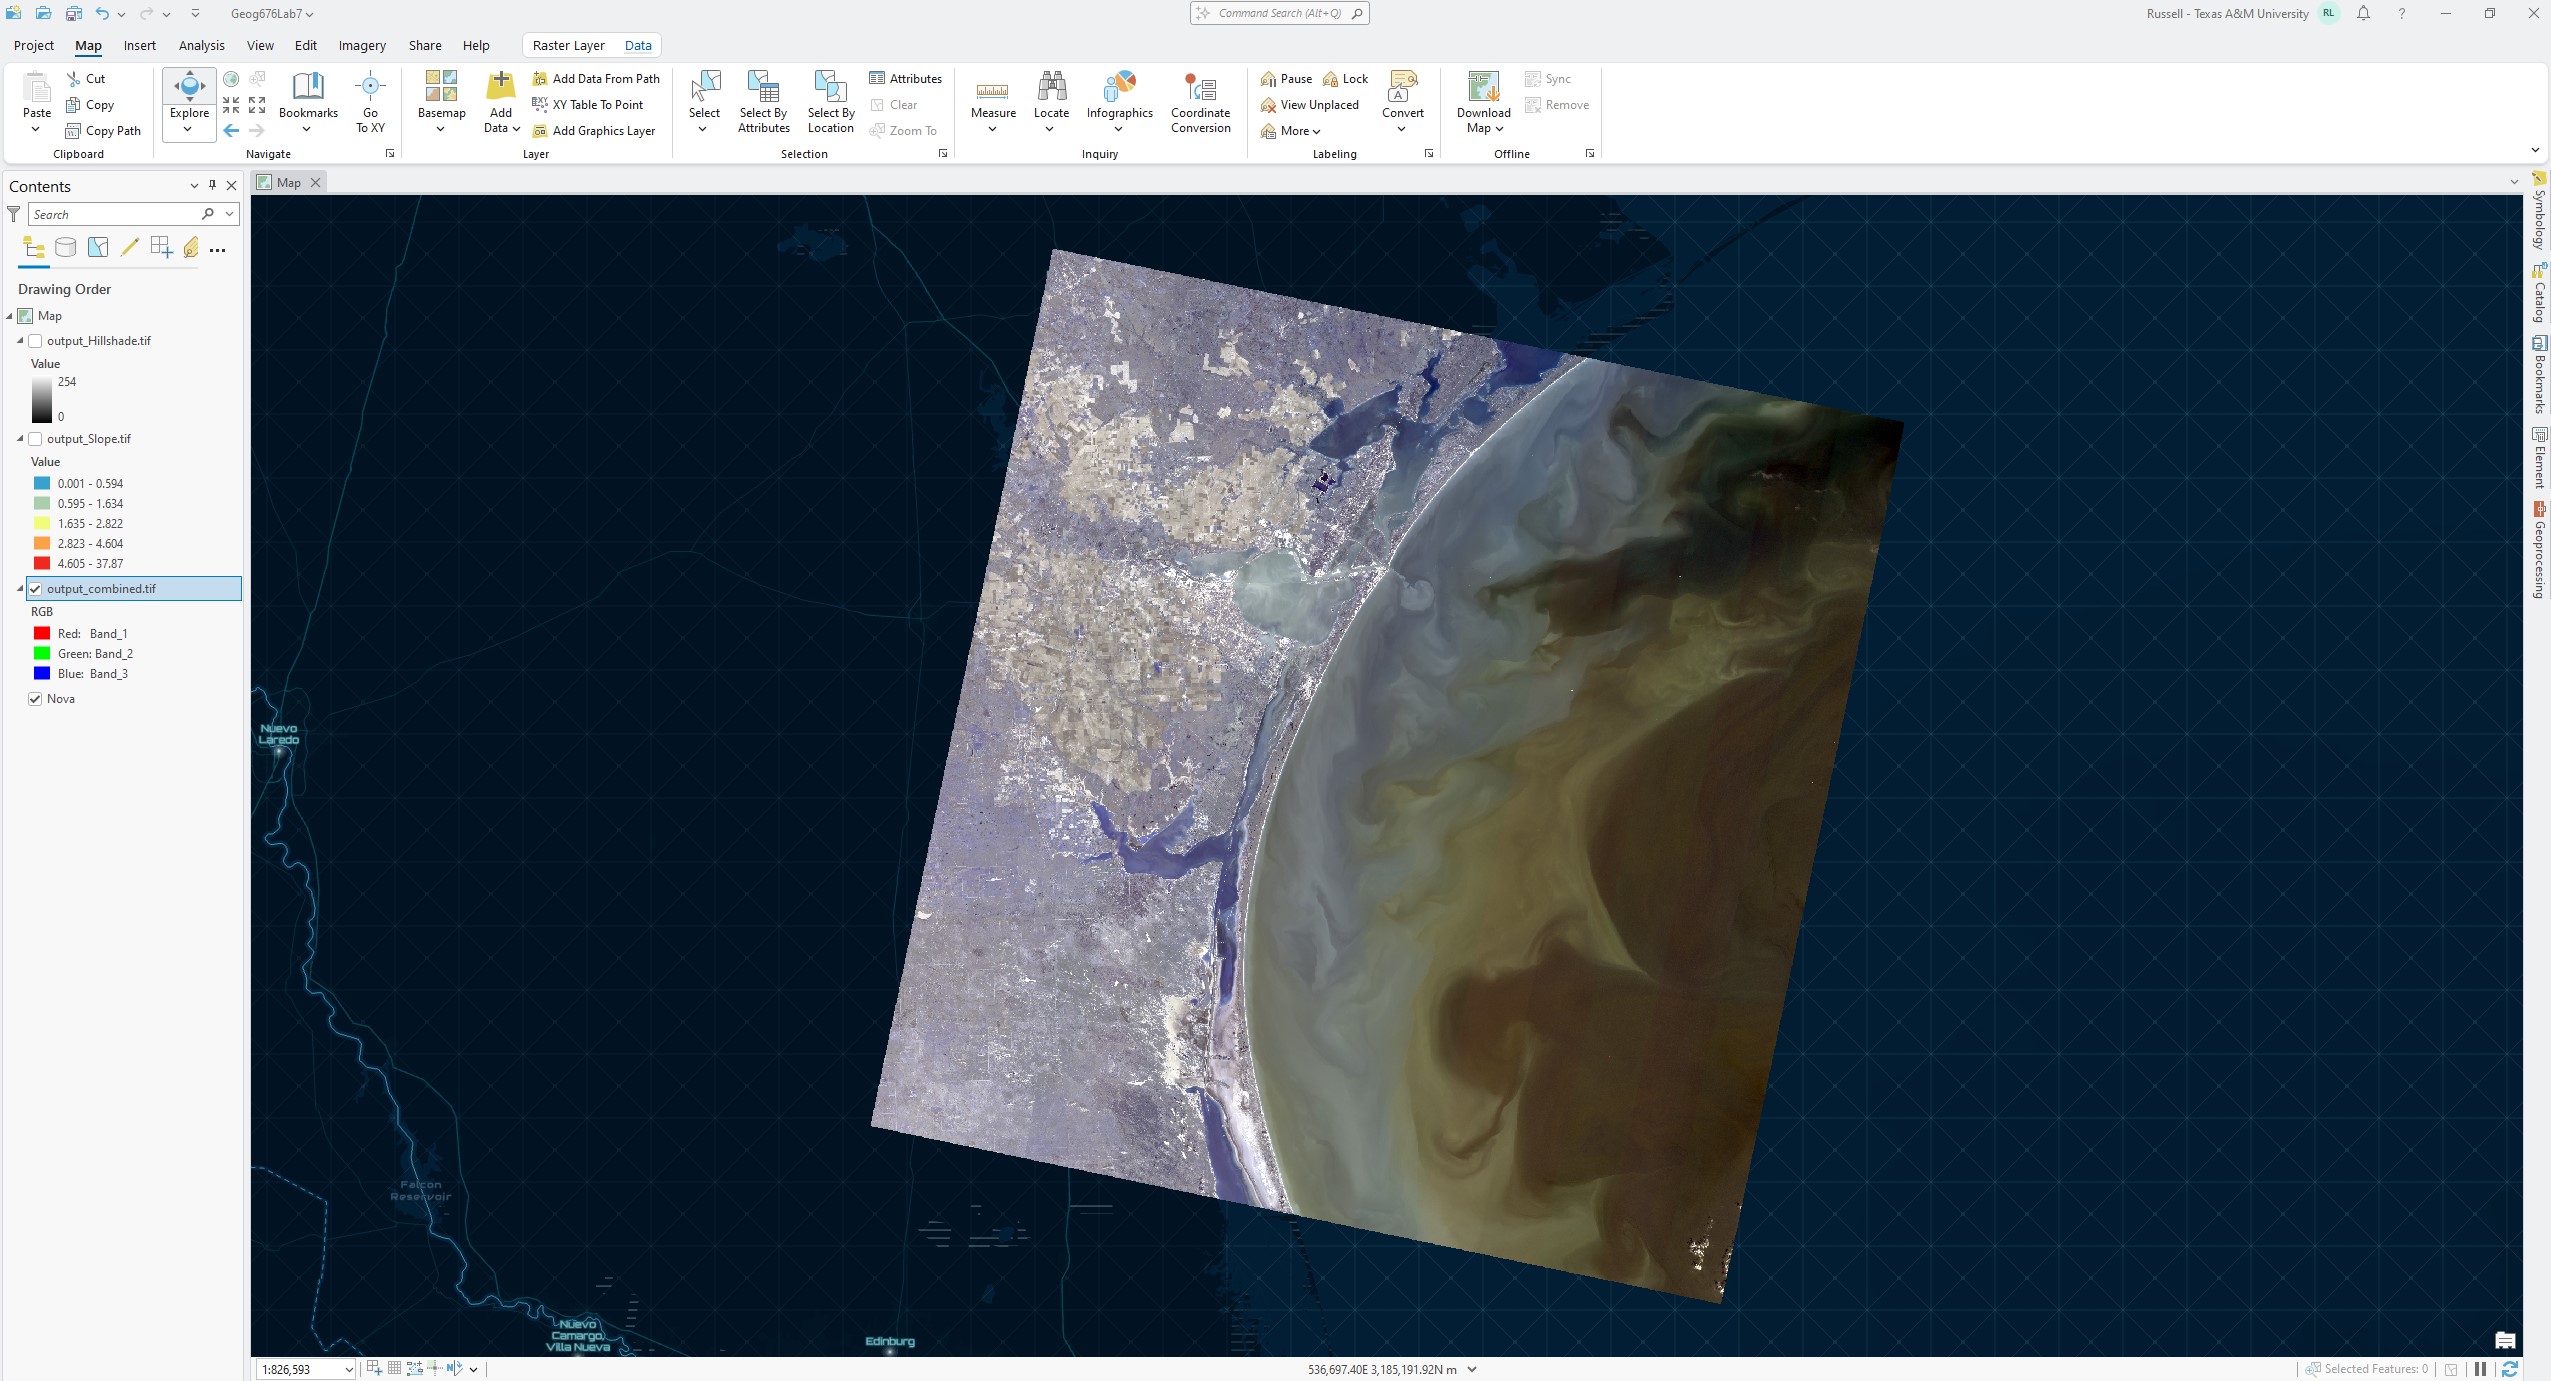 Geog676Lab7
Command Search (Alt+Q)
Russell - Texas A&M University
RL
Project
Map
Insert
Analysis
View
Edit
Imagery
Share
Help
Raster Layer
Data
Paste
Cut
Copy
Copy Path
Clipboard
Explore
Bookmarks
Go
To XY
Navigate
Basemap
Add
Data
Add Data From Path
XY Table To Point
Add Graphics Layer
Layer
Select
Select By
Attributes
Select By
Location
Attributes
Clear
Zoom To
Selection
Measure
Locate
Infographics
Coordinate
Conversion
Inquiry
Pause
Lock
View Unplaced
More
Convert
Labeling
Download
Map
Sync
Remove
Offline
Contents
Search
Drawing Order
Map
output_Hillshade.tif
Value
254
0
output_Slope.tif
Value
0.001 - 0.594
0.595 - 1.634
1.635 - 2.822
2.823 - 4.604
4.605 - 37.87
output_combined.tif
RGB
Red: Band_1
Green: Band_2
Blue: Band_3
Nova
Map
Nuevo
Laredo
Falcon
Reservoir
Nuevo
Camargo,
Villa Nueva
Edinburg
Symbology
Catalog
Bookmarks
Element
Geoprocessing
1:826,593
536,697.40E 3,185,191.92N m
Selected Features: 0